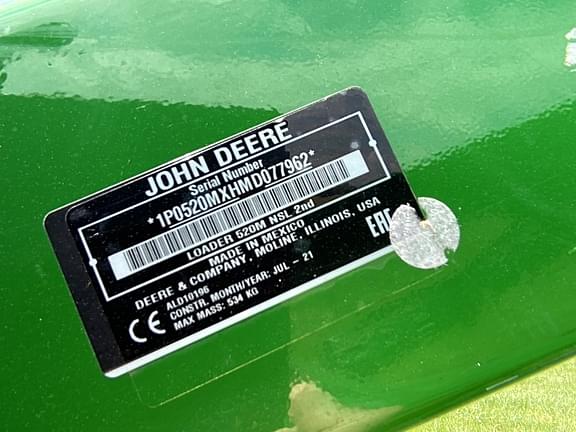 JOHN DEERE
Serial Number
*1P0520MXHMD077962*
LOADER 520M NSL 2nd
MADE IN MEXICO
DEERE & COMPANY, MOLINE, ILLINOIS, USA
ALD10196
CONSTR. MONTH/YEAR: JUL - 21
MAX MASS: 534 KG
CE
EAC